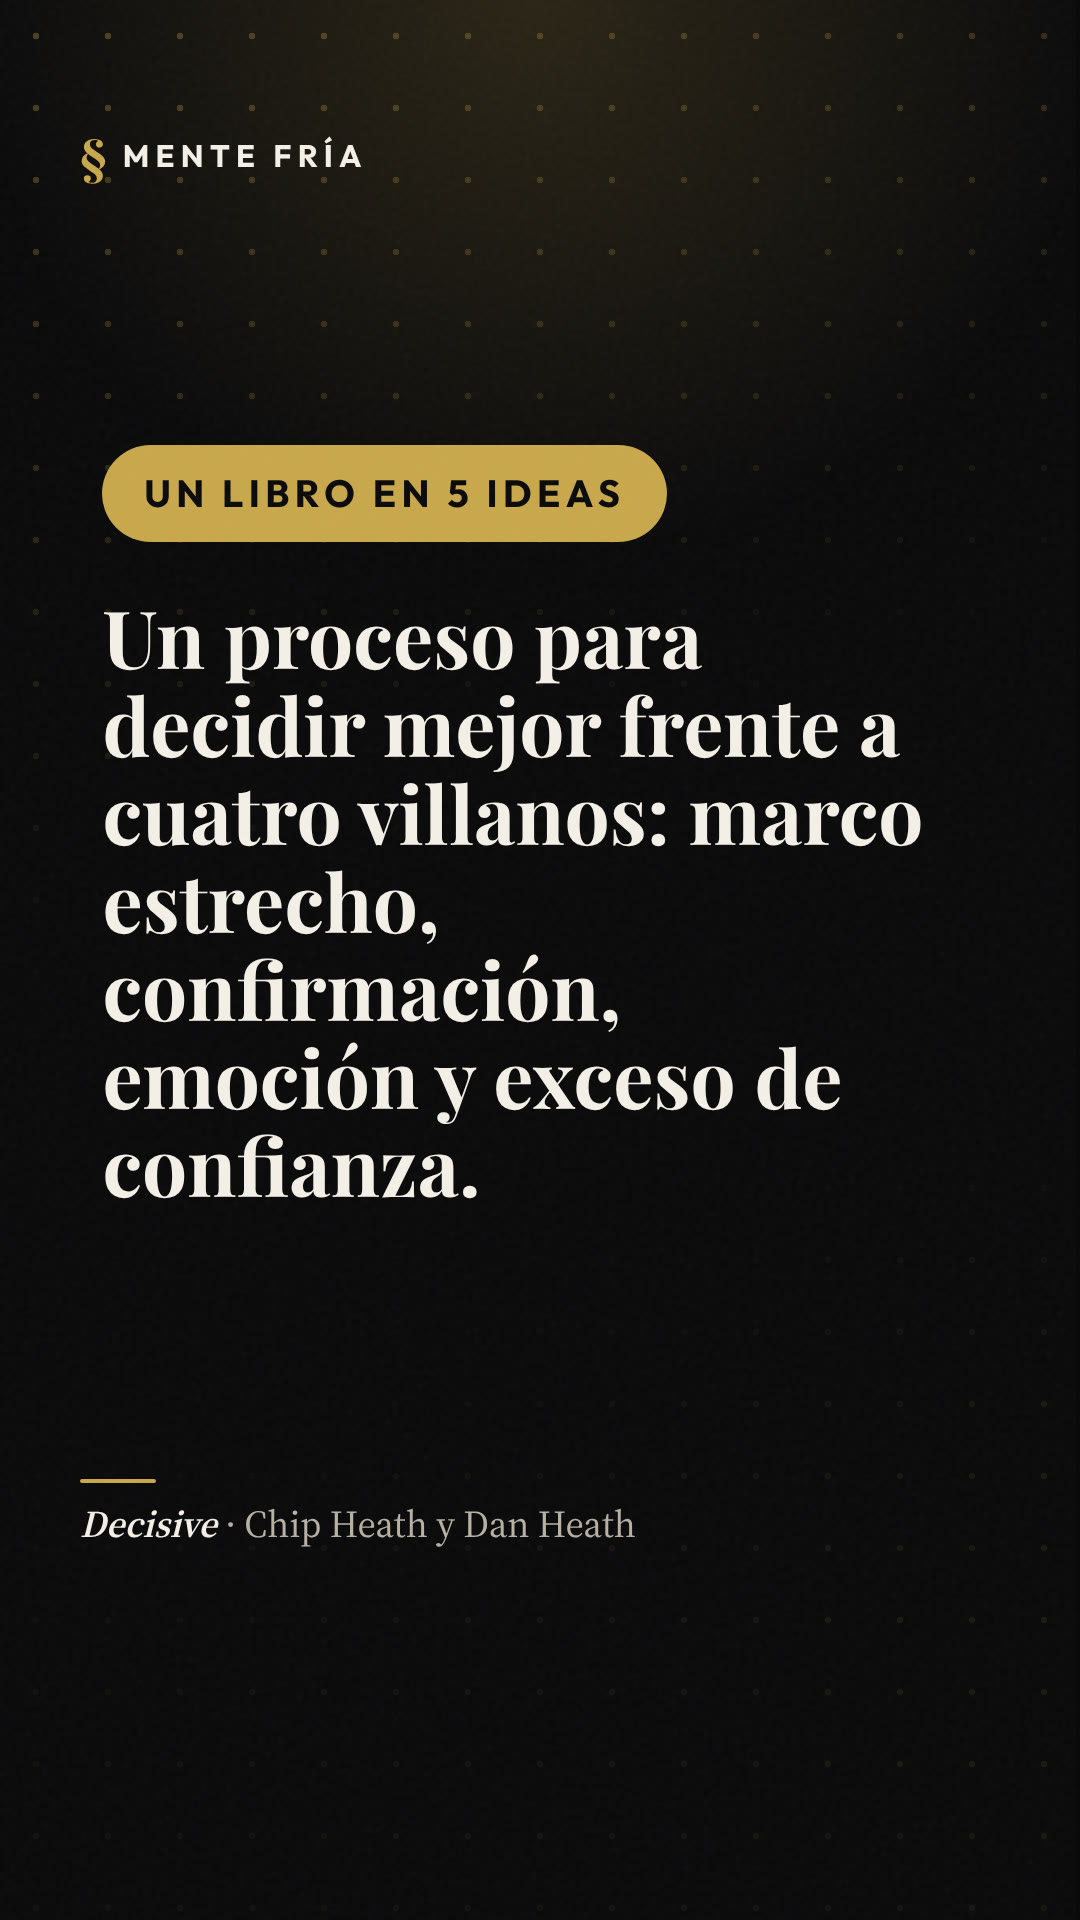 § MENTE FRÍA
UN LIBRO EN 5 IDEAS
Un proceso para
decidir mejor frente a
cuatro villanos: marco
estrecho,
confirmación,
emoción y exceso de
confianza.
Decisive · Chip Heath y Dan Heath